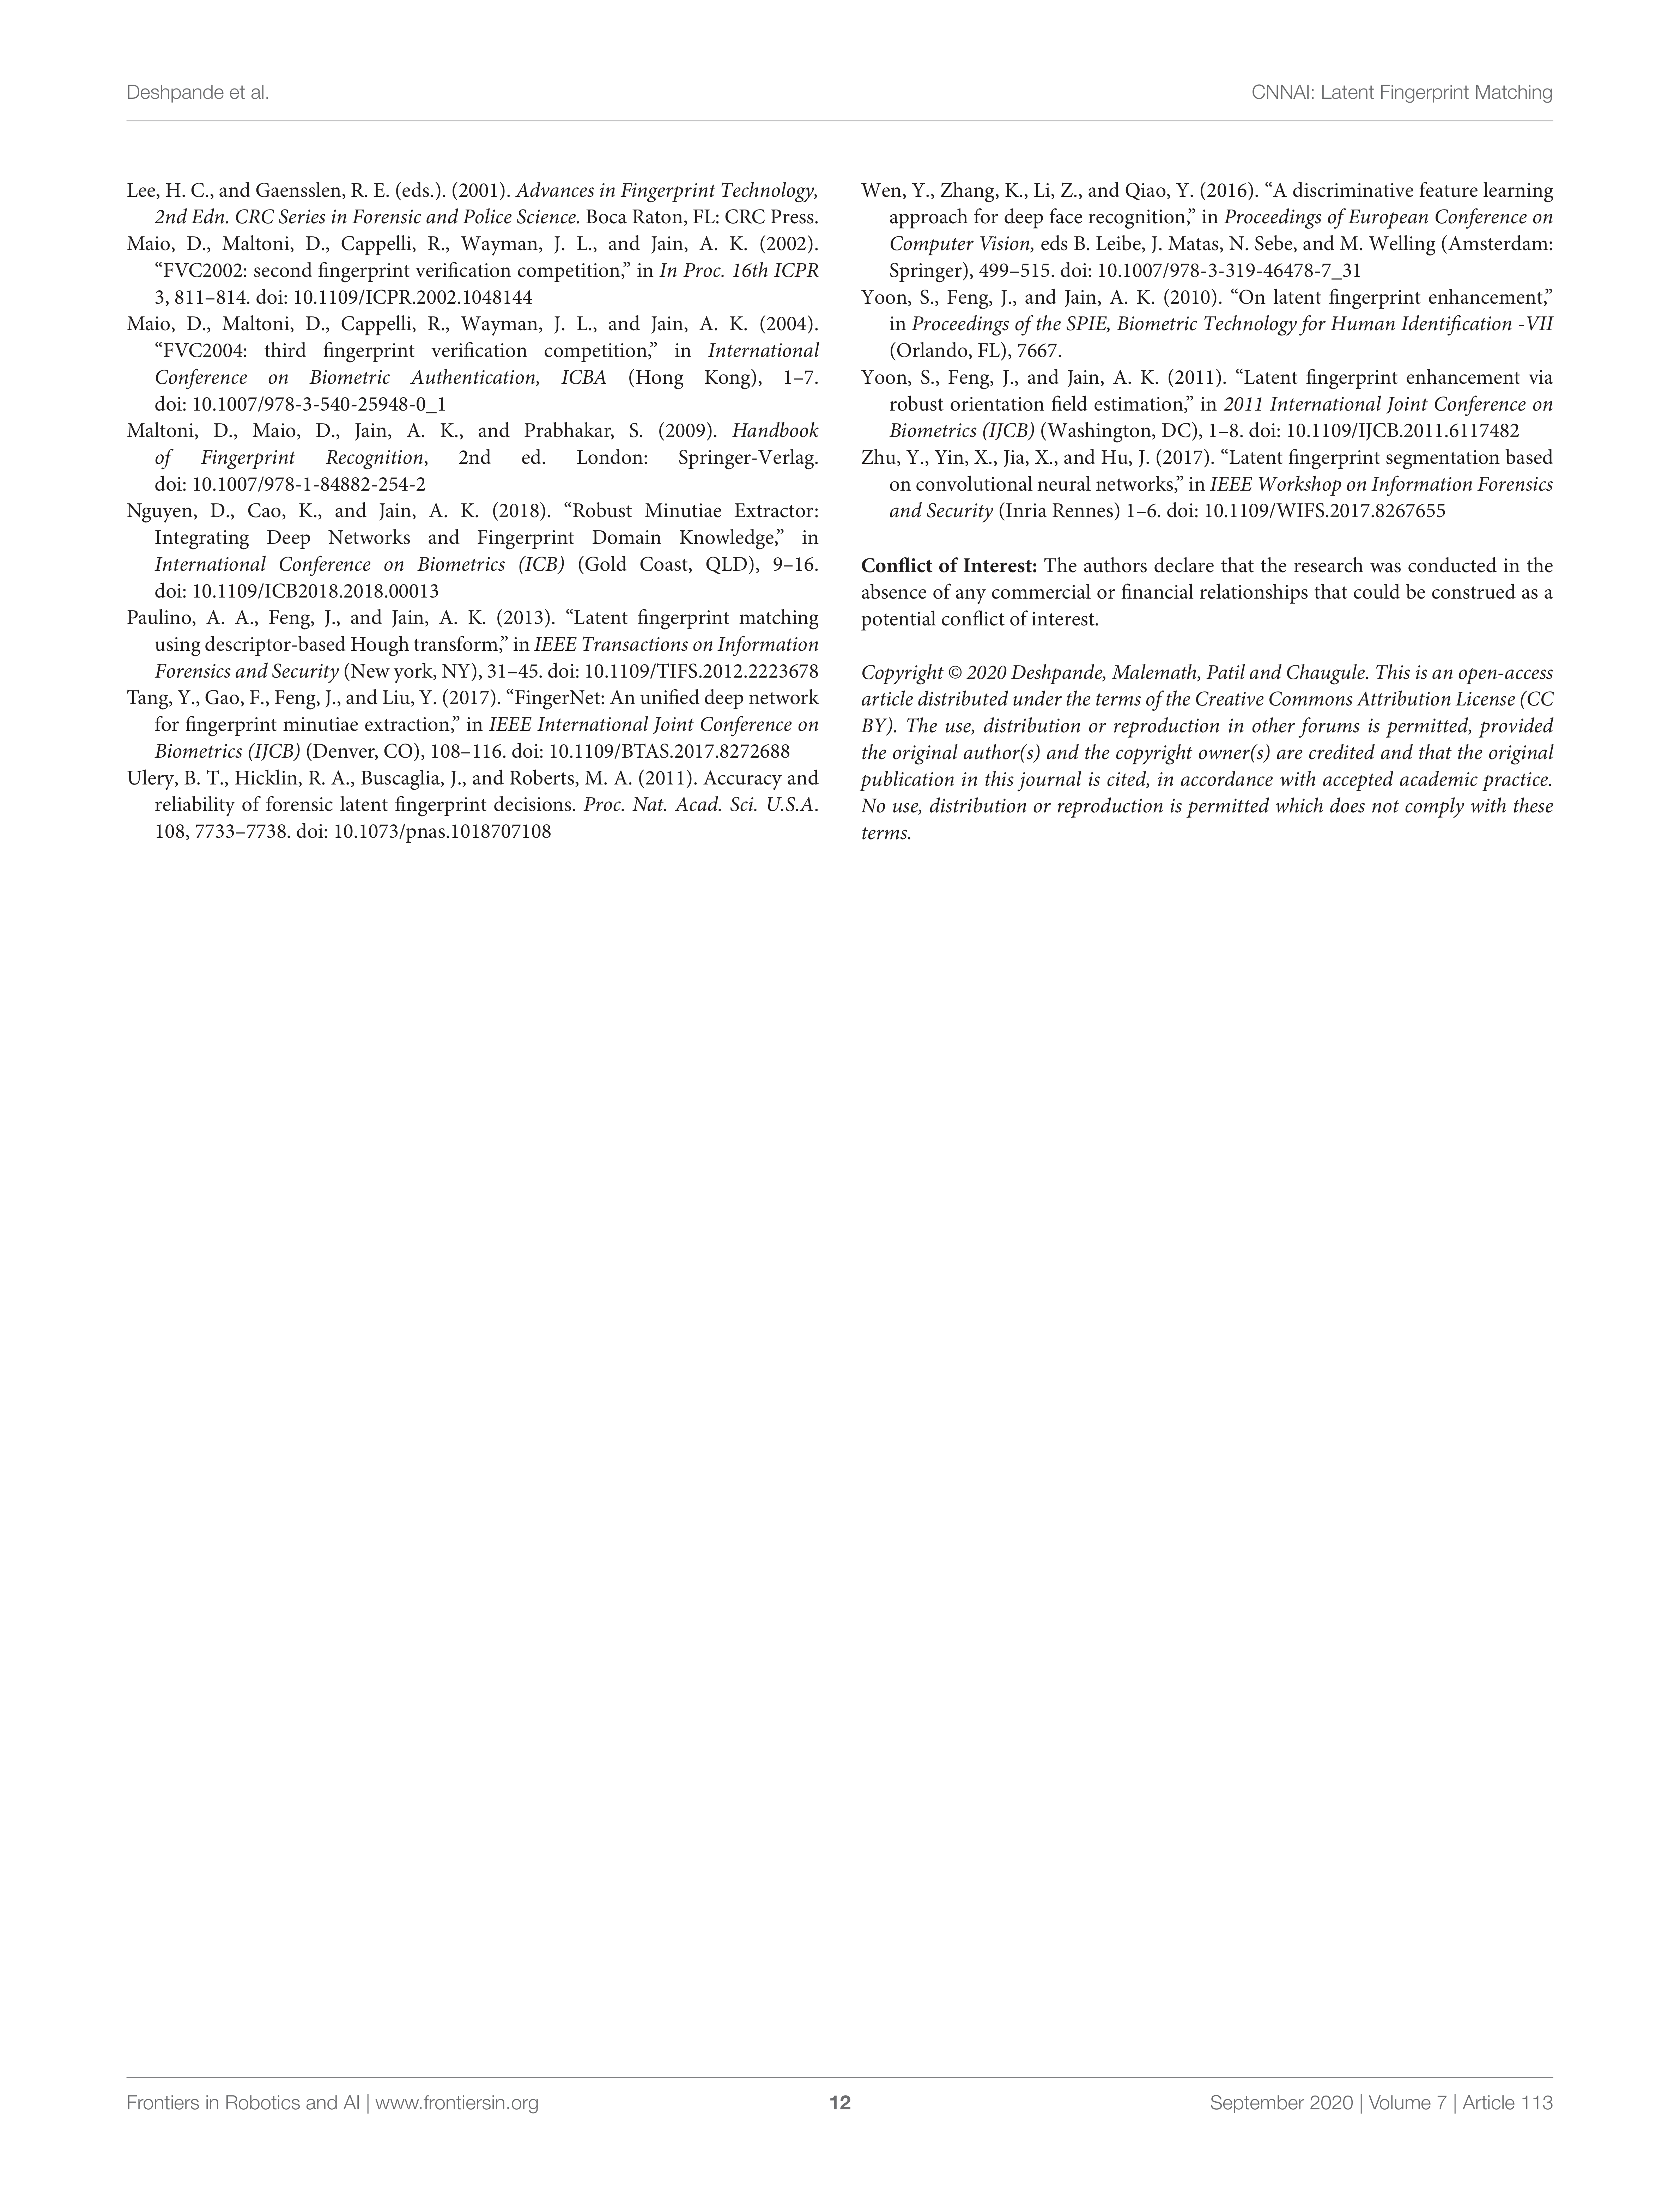 Deshpande et al.
CNNAI: Latent Fingerprint Matching
Lee, H. C., and Gaensslen, R. E. (eds.). (2001). Advances in Fingerprint Technology,
2nd Edn. CRC Series in Forensic and Police Science. Boca Raton, FL: CRC Press.
Maio, D., Maltoni, D., Cappelli, R., Wayman, J. L., and Jain, A. K. (2002).
“FVC2002: second fingerprint verification competition,” in In Proc. 16th ICPR
3, 811–814. doi: 10.1109/ICPR.2002.1048144
Maio, D., Maltoni, D., Cappelli, R., Wayman, J. L., and Jain, A. K. (2004).
“FVC2004: third fingerprint verification competition,” in International
Conference on Biometric Authentication, ICBA (Hong Kong), 1–7.
doi: 10.1007/978-3-540-25948-0_1
Maltoni, D., Maio, D., Jain, A. K., and Prabhakar, S. (2009). Handbook
of Fingerprint Recognition, 2nd ed. London: Springer-Verlag.
doi: 10.1007/978-1-84882-254-2
Nguyen, D., Cao, K., and Jain, A. K. (2018). “Robust Minutiae Extractor:
Integrating Deep Networks and Fingerprint Domain Knowledge,” in
International Conference on Biometrics (ICB) (Gold Coast, QLD), 9–16.
doi: 10.1109/ICB2018.2018.00013
Paulino, A. A., Feng, J., and Jain, A. K. (2013). “Latent fingerprint matching
using descriptor-based Hough transform,” in IEEE Transactions on Information
Forensics and Security (New york, NY), 31–45. doi: 10.1109/TIFS.2012.2223678
Tang, Y., Gao, F., Feng, J., and Liu, Y. (2017). “FingerNet: An unified deep network
for fingerprint minutiae extraction,” in IEEE International Joint Conference on
Biometrics (IJCB) (Denver, CO), 108–116. doi: 10.1109/BTAS.2017.8272688
Ulery, B. T., Hicklin, R. A., Buscaglia, J., and Roberts, M. A. (2011). Accuracy and
reliability of forensic latent fingerprint decisions. Proc. Nat. Acad. Sci. U.S.A.
108, 7733–7738. doi: 10.1073/pnas.1018707108
Wen, Y., Zhang, K., Li, Z., and Qiao, Y. (2016). “A discriminative feature learning
approach for deep face recognition,” in Proceedings of European Conference on
Computer Vision, eds B. Leibe, J. Matas, N. Sebe, and M. Welling (Amsterdam:
Springer), 499–515. doi: 10.1007/978-3-319-46478-7_31
Yoon, S., Feng, J., and Jain, A. K. (2010). “On latent fingerprint enhancement,”
in Proceedings of the SPIE, Biometric Technology for Human Identification -VII
(Orlando, FL), 7667.
Yoon, S., Feng, J., and Jain, A. K. (2011). “Latent fingerprint enhancement via
robust orientation field estimation,” in 2011 International Joint Conference on
Biometrics (IJCB) (Washington, DC), 1–8. doi: 10.1109/IJCB.2011.6117482
Zhu, Y., Yin, X., Jia, X., and Hu, J. (2017). “Latent fingerprint segmentation based
on convolutional neural networks,” in IEEE Workshop on Information Forensics
and Security (Inria Rennes) 1–6. doi: 10.1109/WIFS.2017.8267655
Conflict of Interest: The authors declare that the research was conducted in the
absence of any commercial or financial relationships that could be construed as a
potential conflict of interest.
Copyright © 2020 Deshpande, Malemath, Patil and Chaugule. This is an open-access
article distributed under the terms of the Creative Commons Attribution License (CC
BY). The use, distribution or reproduction in other forums is permitted, provided
the original author(s) and the copyright owner(s) are credited and that the original
publication in this journal is cited, in accordance with accepted academic practice.
No use, distribution or reproduction is permitted which does not comply with these
terms.
Frontiers in Robotics and AI | www.frontiersin.org
12
September 2020 | Volume 7 | Article 113